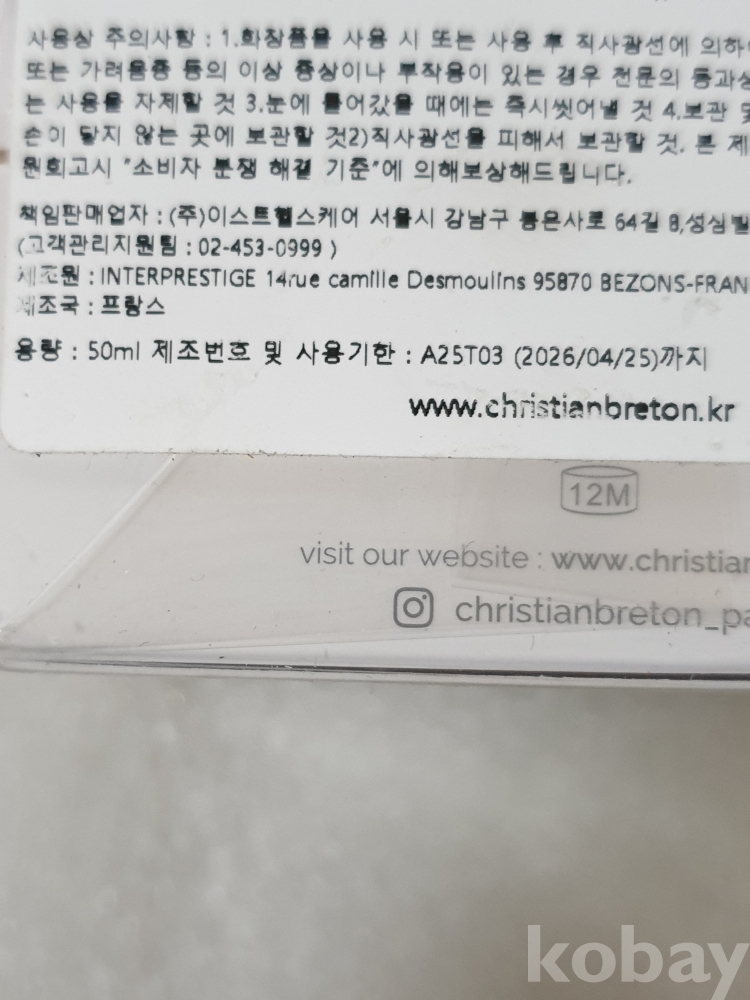 사용상 주의사항 : 1.화장품을 사용 시 또는 사용 후 직사광선에 의하여
또는 가려움증 등의 이상 증상이나 부작용이 있는 경우 전문의 등과상
는 사용을 자제할 것 3.눈에 들어갔을 때에는 즉시씻어낼 것 4.보관 및
손이 닿지 않는 곳에 보관할 것2)직사광선을 피해서 보관할 것. 본 제
원회고시 "소비자 분쟁 해결 기준"에 의해보상해드립니다.
책임판매업자 : (주)이스트헬스케어 서울시 강남구 봉은사로 64길 8,성심빌
(고객관리지원팀 : 02-453-0999 )
제조원 : INTERPRESTIGE 14rue camille Desmoulins 95870 BEZONS-FRAN
제조국 : 프랑스
용량 : 50ml 제조번호 및 사용기한 : A25T03 (2026/04/25)까지
www.christianbreton.kr
12M
visit our website : www.christian
christianbreton_pa
kobay